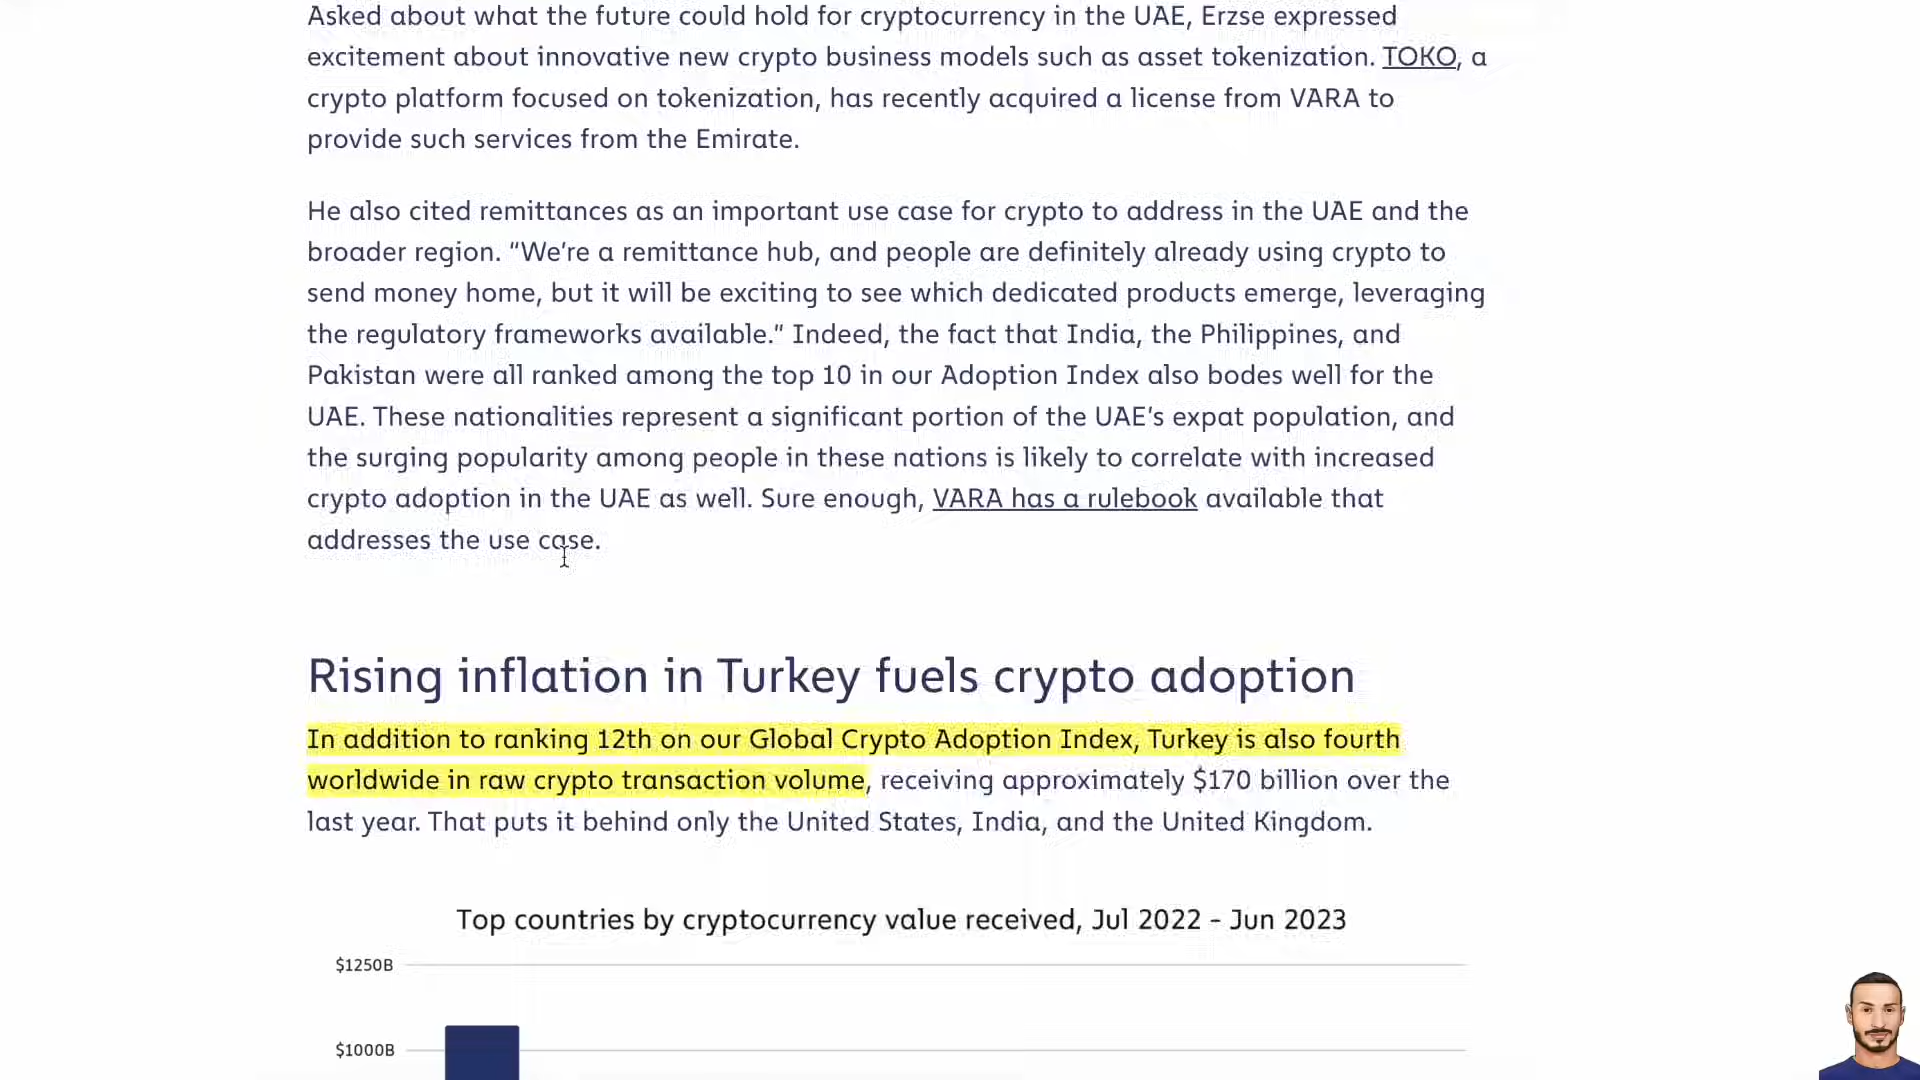 Asked about what the future could hold for cryptocurrency in the UAE, Erzse expressed
excitement about innovative new crypto business models such as asset tokenization. TOKO, a
crypto platform focused on tokenization, has recently acquired a license from VARA to
provide such services from the Emirate.
He also cited remittances as an important use case for crypto to address in the UAE and the
broader region. “We’re a remittance hub, and people are definitely already using crypto to
send money home, but it will be exciting to see which dedicated products emerge, leveraging
the regulatory frameworks available.” Indeed, the fact that India, the Philippines, and
Pakistan were all ranked among the top 10 in our Adoption Index also bodes well for the
UAE. These nationalities represent a significant portion of the UAE’s expat population, and
the surging popularity among people in these nations is likely to correlate with increased
crypto adoption in the UAE as well. Sure enough, VARA has a rulebook available that
addresses the use case.
Rising inflation in Turkey fuels crypto adoption
In addition to ranking 12th on our Global Crypto Adoption Index, Turkey is also fourth
worldwide in raw crypto transaction volume, receiving approximately $170 billion over the
last year. That puts it behind only the United States, India, and the United Kingdom.
Top countries by cryptocurrency value received, Jul 2022 – Jun 2023
$1250B
$1000B